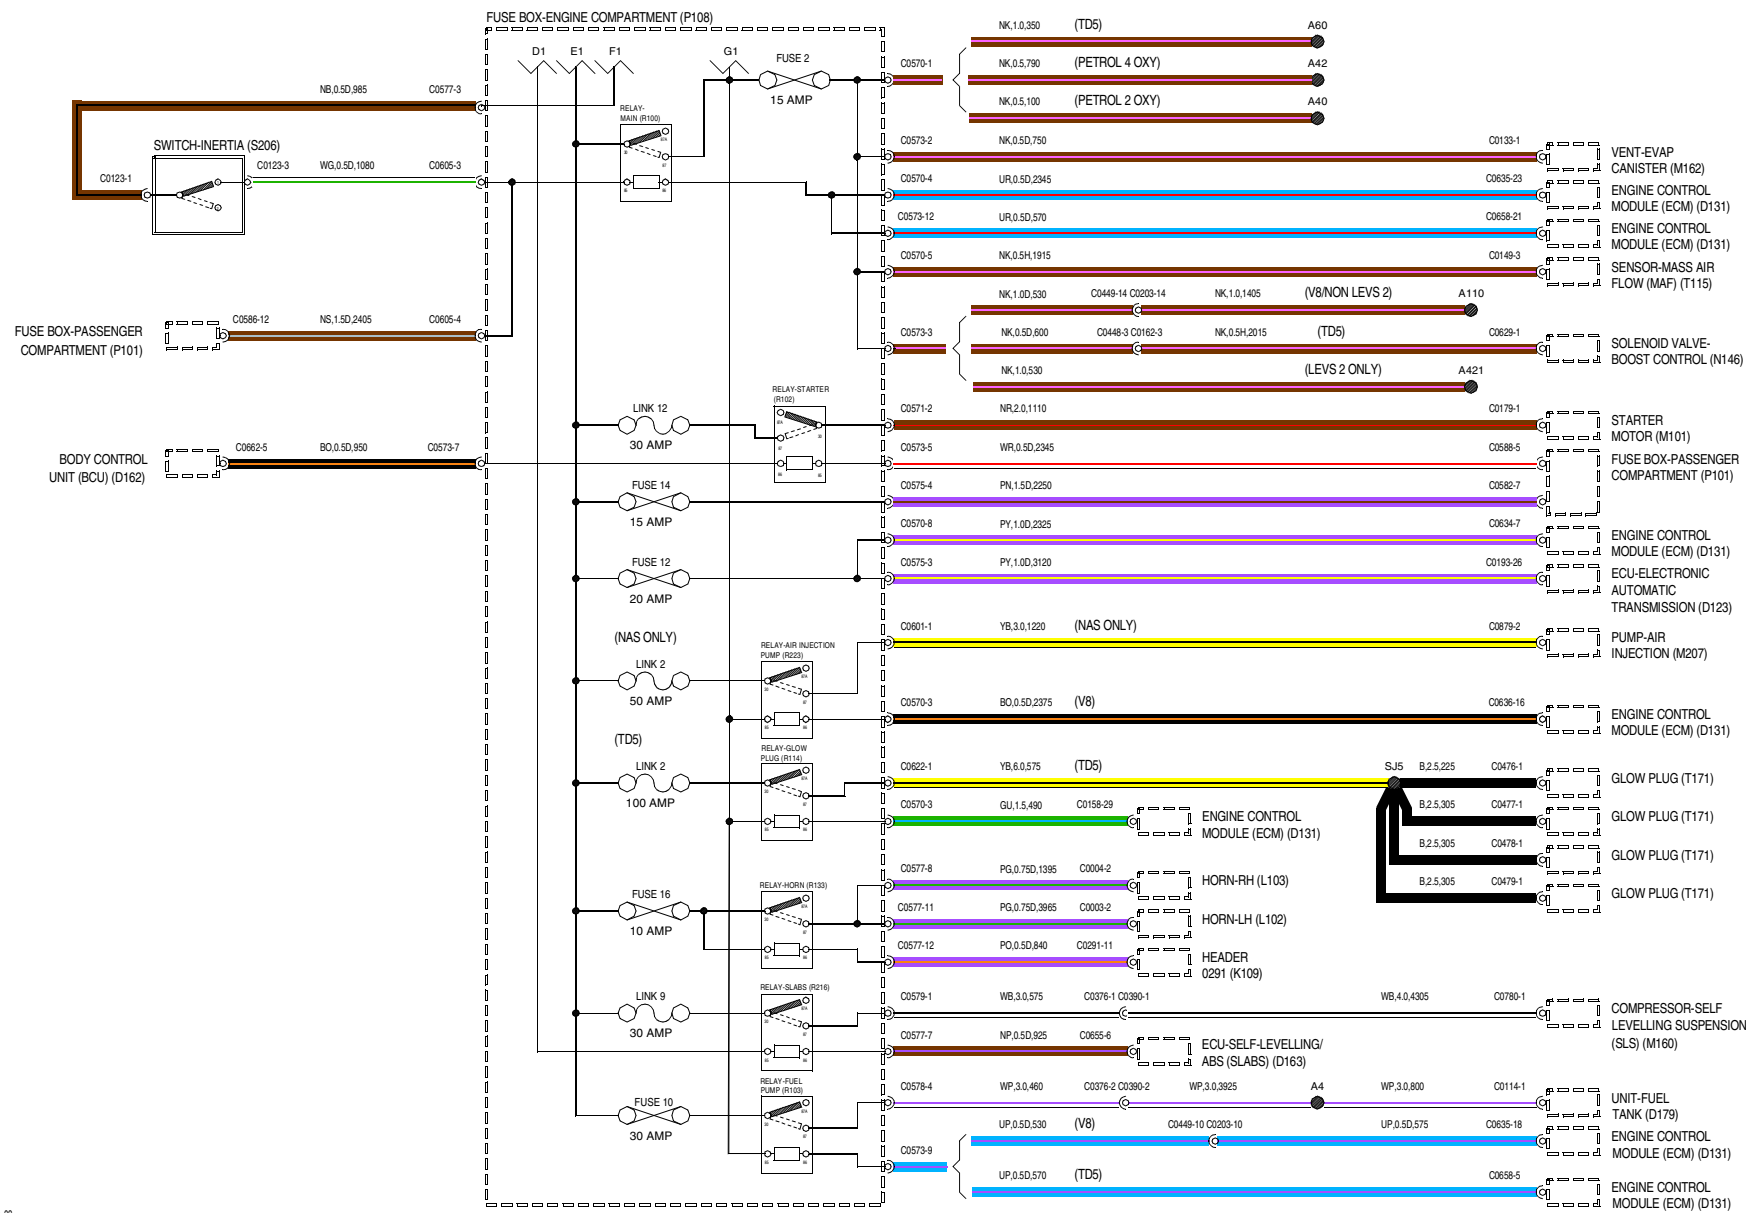 FUSE BOX-ENGINE COMPARTMENT (P108)
D1
E1
F1
G1
FUSE 2
15 AMP
NB,0.5D,985
C0577-3
SWITCH-INERTIA (S206)
C0123-1
C0123-3
WG,0.5D,1080
C0605-3
RELAY-
MAIN (R100)
C0570-1
NK,1.0,350
(TD5)
A60
NK,0.5,790
(PETROL 4 OXY)
A42
NK,0.5,100
(PETROL 2 OXY)
A40
C0573-2
NK,0.5D,750
C0133-1
VENT-EVAP
CANISTER (M162)
C0570-4
UR,0.5D,2345
C0635-23
ENGINE CONTROL
MODULE (ECM) (D131)
C0573-12
UR,0.5D,570
C0658-21
ENGINE CONTROL
MODULE (ECM) (D131)
C0570-5
NK,0.5H,1915
C0149-3
SENSOR-MASS AIR
FLOW (MAF) (T115)
NK,1.0D,530
C0449-14 C0203-14
NK,1.0,1405
(V8/NON LEVS 2)
A110
FUSE BOX-PASSENGER
COMPARTMENT (P101)
C0586-12
NS,1.5D,2405
C0605-4
C0573-3
NK,0.5D,600
C0448-3 C0162-3
NK,0.5H,2015
(TD5)
C0629-1
SOLENOID VALVE-
BOOST CONTROL (N146)
NK,1.0,530
(LEVS 2 ONLY)
A421
RELAY-STARTER
(R102)
LINK 12
30 AMP
C0571-2
NR,2.0,1110
C0179-1
STARTER
MOTOR (M101)
BODY CONTROL
UNIT (BCU) (D162)
C0662-5
BO,0.5D,950
C0573-7
C0573-5
WR,0.5D,2345
C0588-5
FUSE BOX-PASSENGER
COMPARTMENT (P101)
FUSE 14
15 AMP
C0575-4
PN,1.5D,2250
C0582-7
C0570-8
PY,1.0D,2325
C0634-7
ENGINE CONTROL
MODULE (ECM) (D131)
FUSE 12
20 AMP
C0575-3
PY,1.0D,3120
C0193-26
ECU-ELECTRONIC
AUTOMATIC
TRANSMISSION (D123)
(NAS ONLY)
LINK 2
50 AMP
RELAY-AIR INJECTION
PUMP (R223)
C0601-1
YB,3.0,1220
(NAS ONLY)
C0879-2
PUMP-AIR
INJECTION (M207)
C0570-3
BO,0.5D,2375
(V8)
C0636-16
ENGINE CONTROL
MODULE (ECM) (D131)
(TD5)
LINK 2
100 AMP
RELAY-GLOW
PLUG (R114)
C0622-1
YB,6.0,575
(TD5)
SJ5
B,2.5,225
C0476-1
GLOW PLUG (T171)
C0570-3
GU,1.5,490
C0158-29
ENGINE CONTROL
MODULE (ECM) (D131)
B,2.5,305
C0477-1
GLOW PLUG (T171)
B,2.5,305
C0478-1
GLOW PLUG (T171)
B,2.5,305
C0479-1
GLOW PLUG (T171)
FUSE 16
10 AMP
RELAY-HORN (R133)
C0577-8
PG,0.75D,1395
C0004-2
HORN-RH (L103)
C0577-11
PG,0.75D,3965
C0003-2
HORN-LH (L102)
C0577-12
PO,0.5D,840
C0291-11
HEADER
0291 (K109)
LINK 9
30 AMP
RELAY-SLABS (R216)
C0579-1
WB,3.0,575
C0376-1 C0390-1
WB,4.0,4305
C0780-1
COMPRESSOR-SELF
LEVELLING SUSPENSION
(SLS) (M160)
C0577-7
NP,0.5D,925
C0655-6
ECU-SELF-LEVELLING/
ABS (SLABS) (D163)
FUSE 10
30 AMP
RELAY-FUEL
PUMP (R103)
C0578-4
WP,3.0,460
C0376-2 C0390-2
WP,3.0,3925
A4
WP,3.0,800
C0114-1
UNIT-FUEL
TANK (D179)
C0573-9
UP,0.5D,530
(V8)
C0449-10 C0203-10
UP,0.5D,575
C0635-18
ENGINE CONTROL
MODULE (ECM) (D131)
UP,0.5D,570
(TD5)
C0658-5
ENGINE CONTROL
MODULE (ECM) (D131)